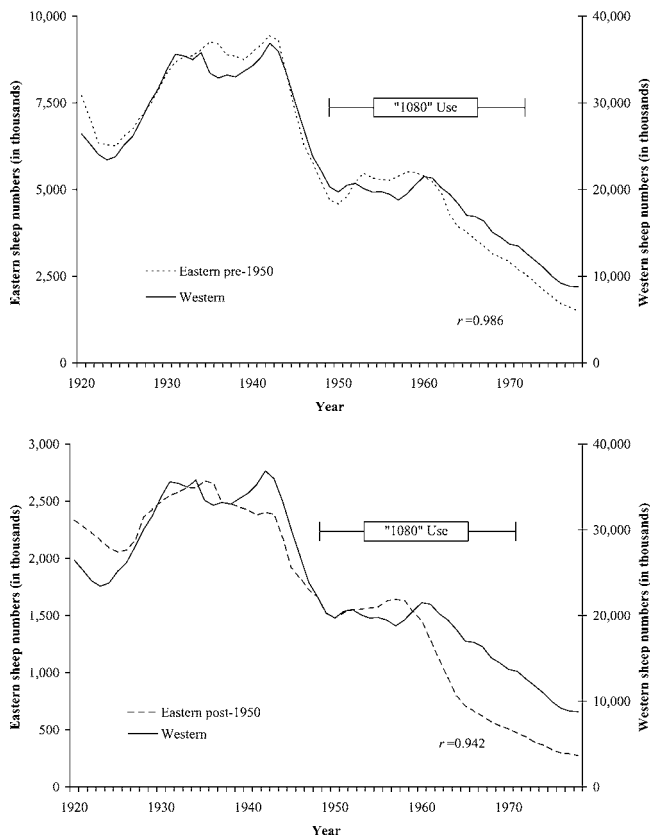 10,000
40,000
7,500
30,000
"1080" Use
5,000
20,000
2,500
10,000
0
0
Eastern sheep numbers (in thousands)
Western sheep numbers (in thousands)
Eastern pre-1950
Western
r=0.986
1920 1930 1940 1950 1960 1970
Year
3,000
40,000
2,500
30,000
"1080" Use
2,000
1,500
20,000
1,000
10,000
500
0
0
Eastern sheep numbers (in thousands)
Western sheep numbers (in thousands)
Eastern post-1950
Western
r=0.942
1920 1930 1940 1950 1960 1970
Year